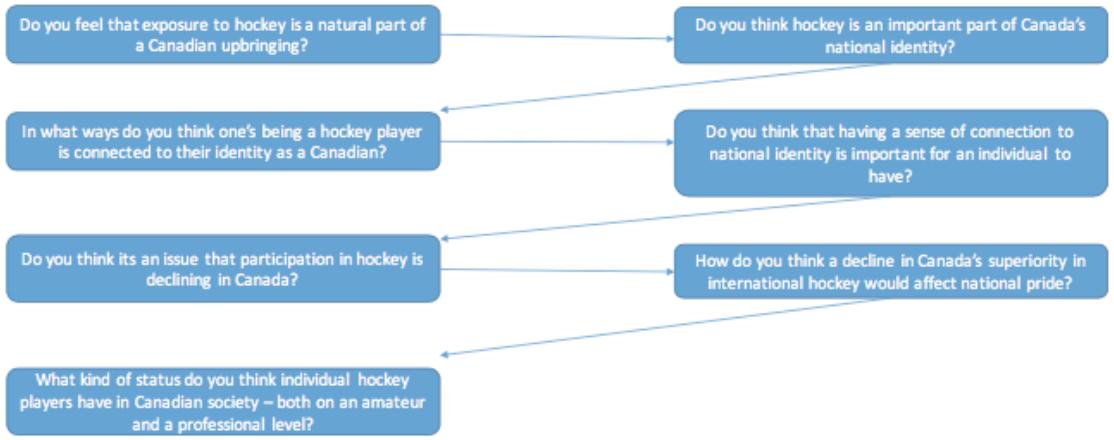 Do you feel that exposure to hockey is a natural part of
a Canadian upbringing?
Do you think hockey is an important part of Canada's
national identity?
In what ways do you think one's being a hockey player
is connected to their identity as a Canadian?
Do you think that having a sense of connection to
national identity is important for an individual to
have?
Do you think its an issue that participation in hockey is
declining in Canada?
How do you think a decline in Canada's superiority in
international hockey would affect national pride?
What kind of status do you think individual hockey
players have in Canadian society – both on an amateur
and a professional level?